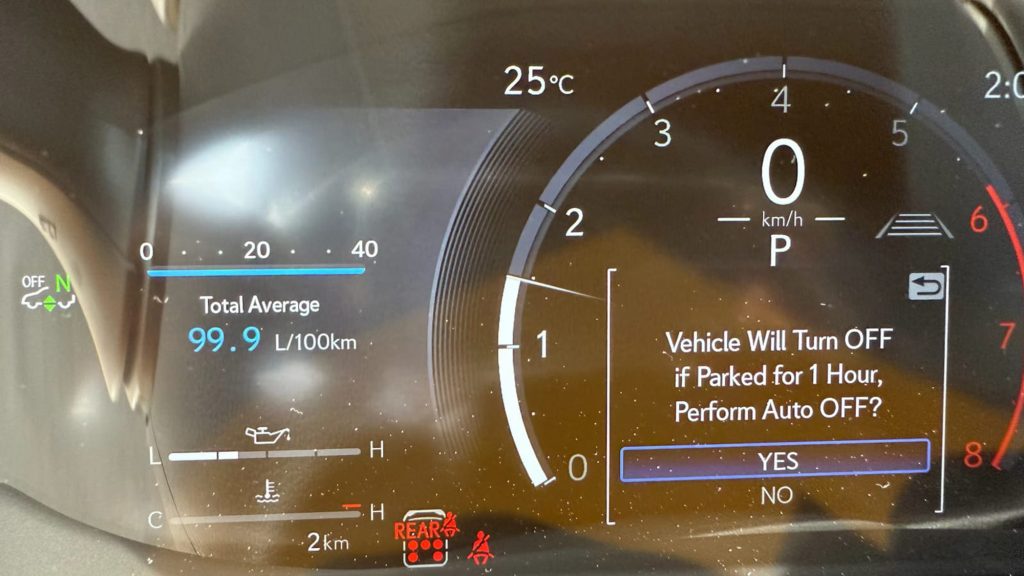 25°C
2:0
0 20 40
Total Average
99.9 L/100km
OFF N
L H
C H
2km
REAR
0
1
2
3
4
5
6
7
8
0
km/h
P
Vehicle Will Turn OFF
if Parked for 1 Hour,
Perform Auto OFF?
YES
NO